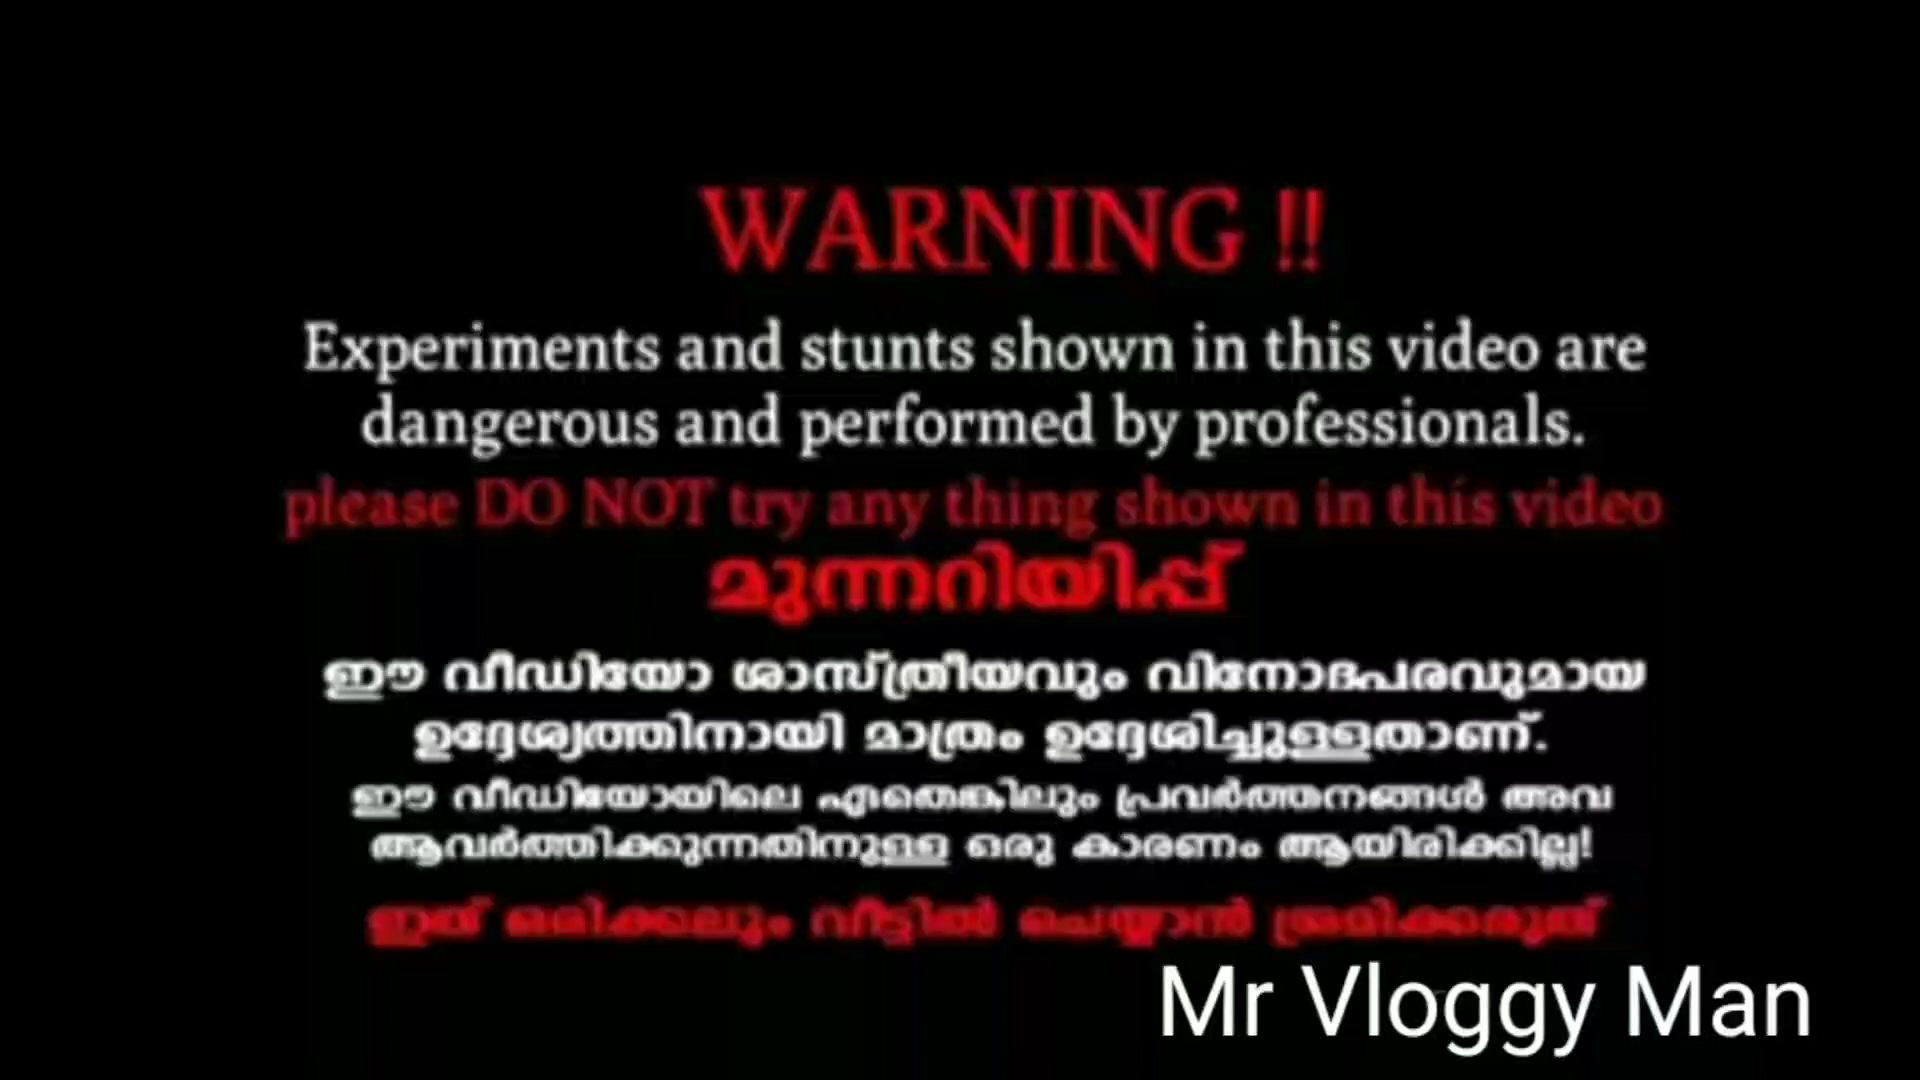 WARNING !!
Experiments and stunts shown in this video are
dangerous and performed by professionals.
please DO NOT try any thing shown in this video
മുന്നറിയിപ്പ്
ഈ വീഡിയോ ശാസ്ത്രീയവും വിനോദപരവുമായ
ഉദ്ദേശ്യത്തിനായി മാത്രം ഉദ്ദേശിച്ചുള്ളതാണ്.
ഈ വീഡിയോയിലെ ഏതെങ്കിലും പ്രവർത്തനങ്ങൾ അവ
ആവർത്തിക്കുന്നതിനുള്ള ഒരു കാരണം ആയിരിക്കില്ല!
ഇത് ഒരിക്കലും വീട്ടിൽ ചെയ്യാൻ ശ്രമിക്കരുത്
Mr Vloggy Man